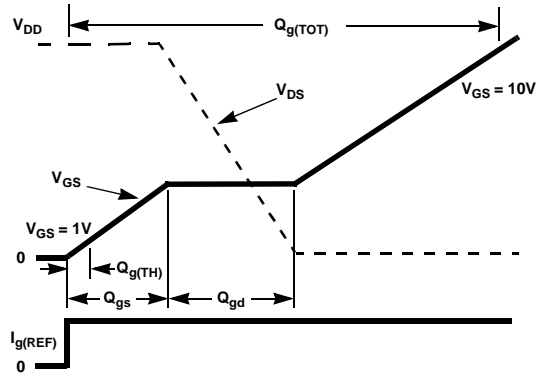 V_DD
Q_g(TOT)
V_GS = 10V
V_DS
V_GS
V_GS = 1V
0
Q_g(TH)
Q_gs
Q_gd
I_g(REF)
0